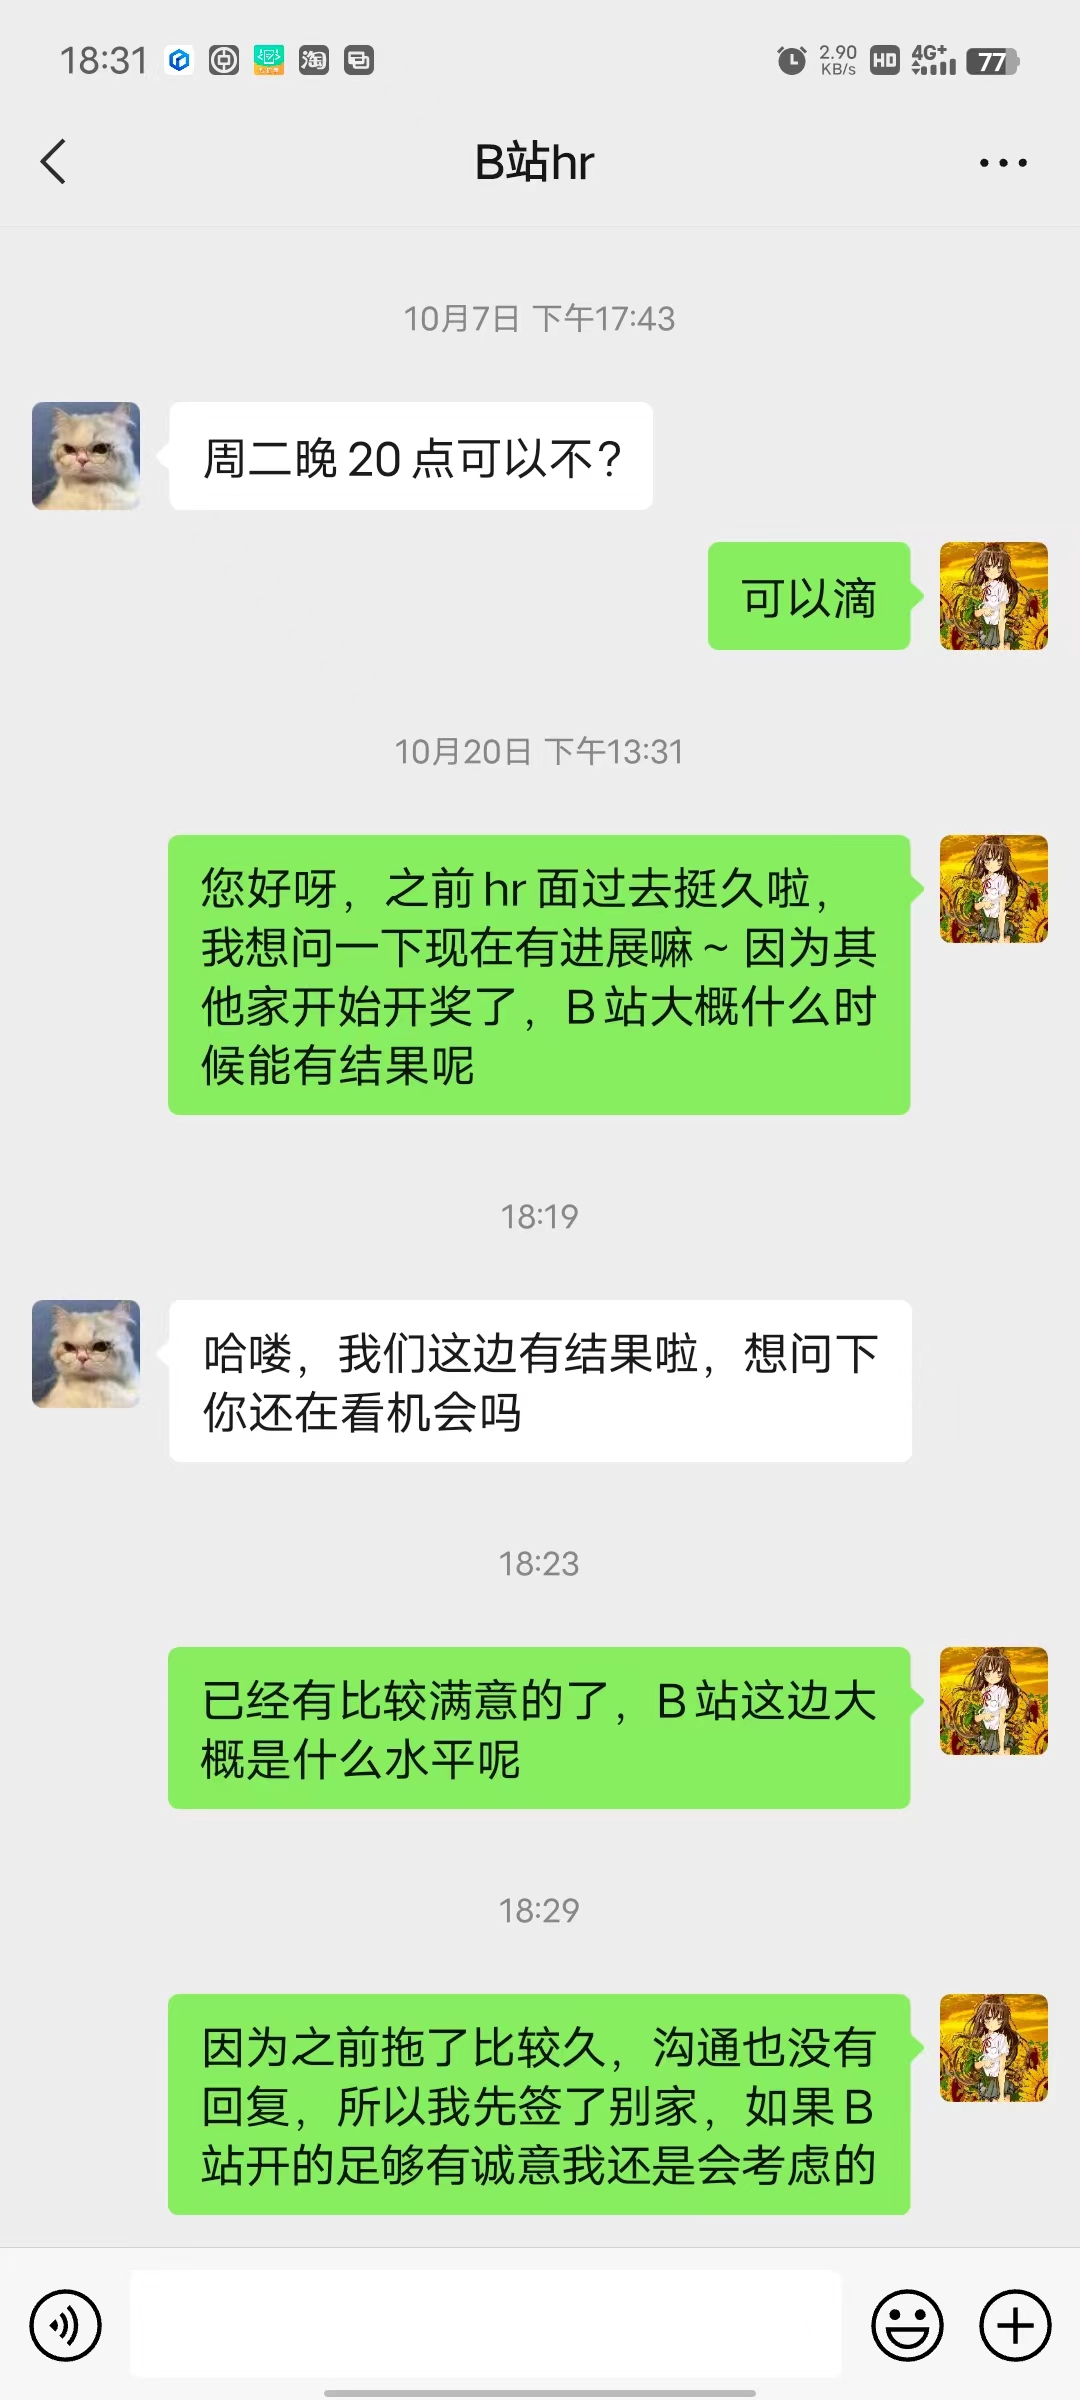 18:31
淘
2.90
KB/s
HD
4G+
77
B站hr
10月7日 下午17:43
周二晚 20 点可以不?
可以滴
10月20日 下午13:31
您好呀，之前 hr 面过去挺久啦，
我想问一下现在有进展嘛 ~ 因为其
他家开始开奖了，B 站大概什么时
候能有结果呢
18:19
哈喽，我们这边有结果啦，想问下
你还在看机会吗
18:23
已经有比较满意的了，B 站这边大
概是什么水平呢
18:29
因为之前拖了比较久，沟通也没有
回复，所以我先签了别家，如果 B
站开的足够有诚意我还是会考虑的